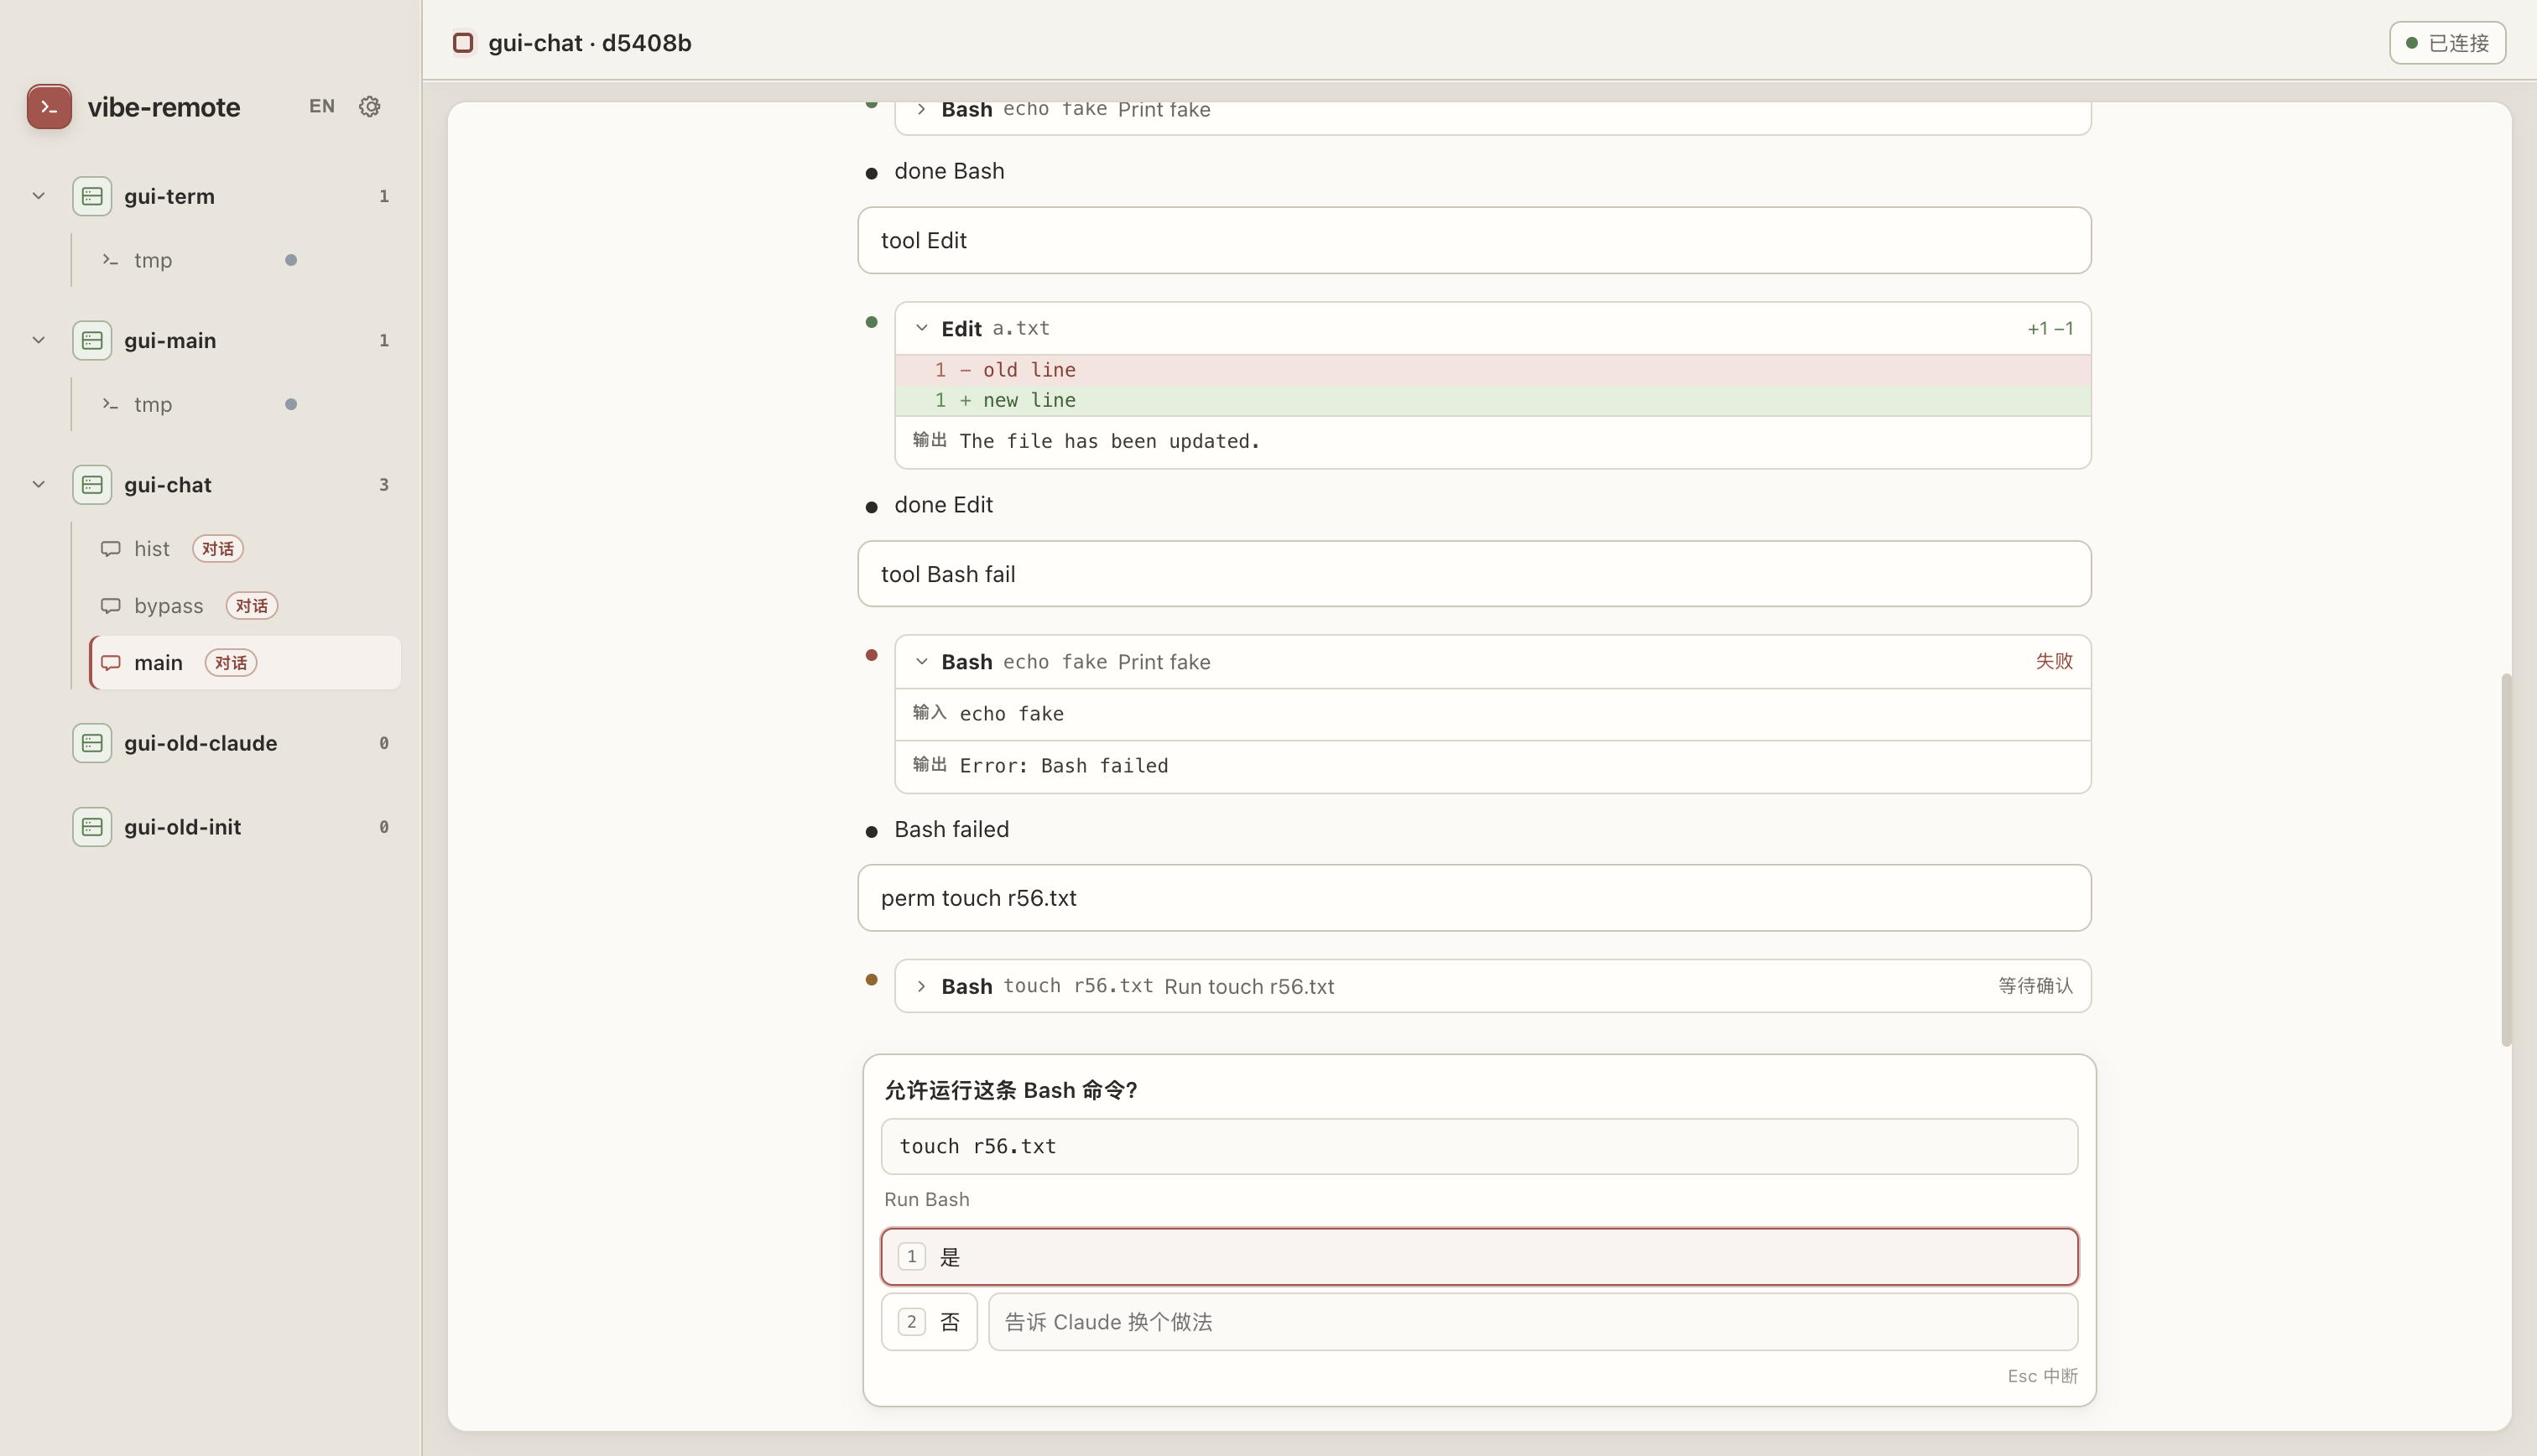 vibe-remote EN
gui-term 1
tmp
gui-main 1
tmp
gui-chat 3
hist 对话
bypass 对话
main 对话
gui-old-claude 0
gui-old-init 0
gui-chat · d5408b 已连接
Bash echo fake Print fake
done Bash
tool Edit
Edit a.txt +1 −1
1 − old line
1 + new line
输出 The file has been updated.
done Edit
tool Bash fail
Bash echo fake Print fake 失败
输入 echo fake
输出 Error: Bash failed
Bash failed
perm touch r56.txt
Bash touch r56.txt Run touch r56.txt 等待确认
允许运行这条 Bash 命令?
touch r56.txt
Run Bash
1 是
2 否 告诉 Claude 换个做法
Esc 中断